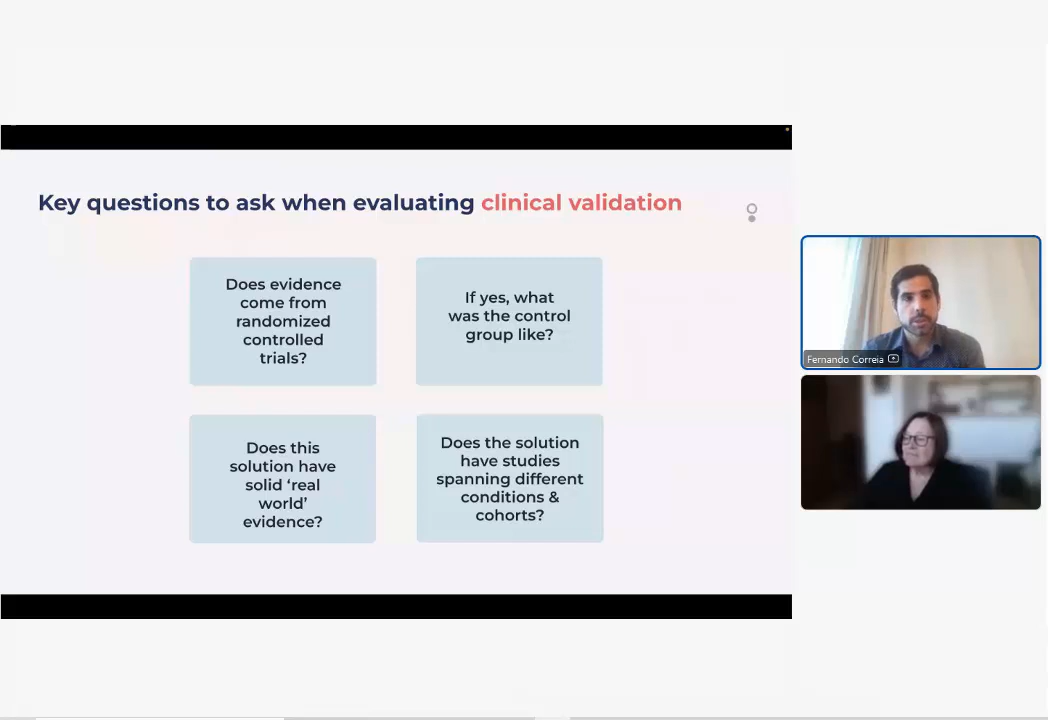 Key questions to ask when evaluating clinical validation
Does evidence
come from
randomized
controlled
trials?
If yes, what
was the control
group like?
Does this
solution have
solid ‘real
world’
evidence?
Does the solution
have studies
spanning different
conditions &
cohorts?
Fernando Correia